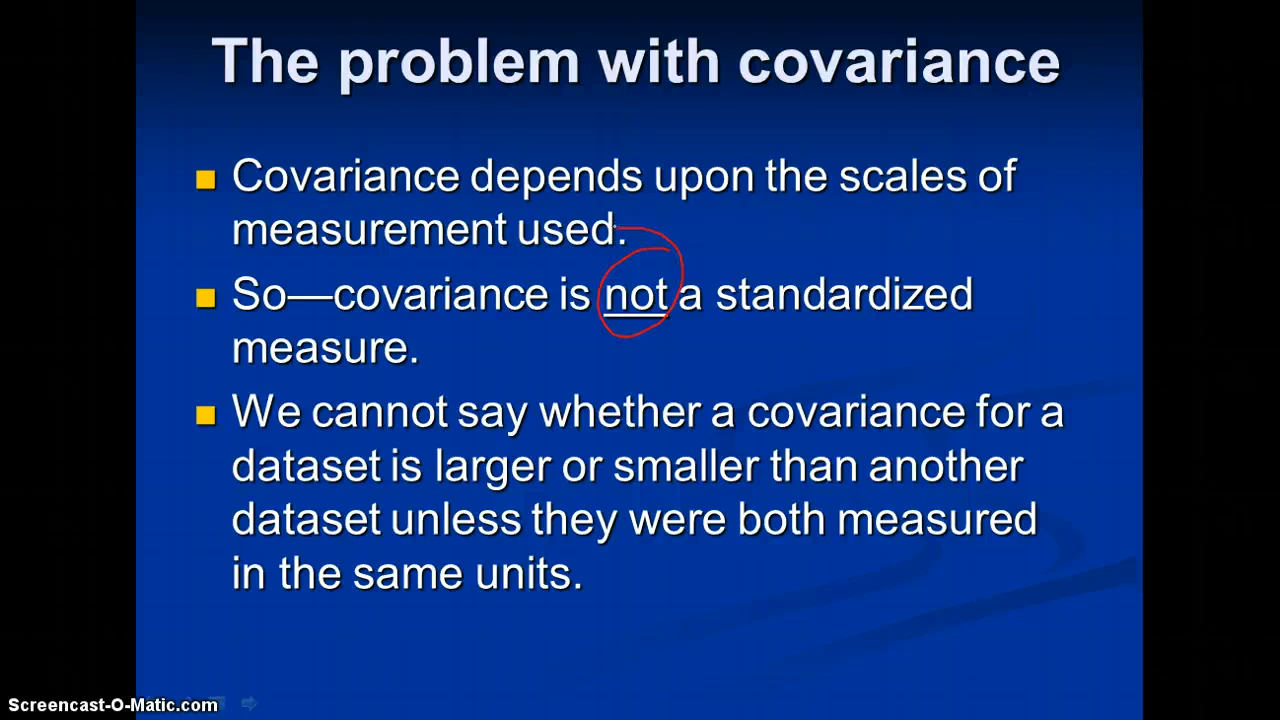 The problem with covariance
Covariance depends upon the scales of
measurement used.
So—covariance is not a standardized
measure.
We cannot say whether a covariance for a
dataset is larger or smaller than another
dataset unless they were both measured
in the same units.
Screencast-O-Matic.com